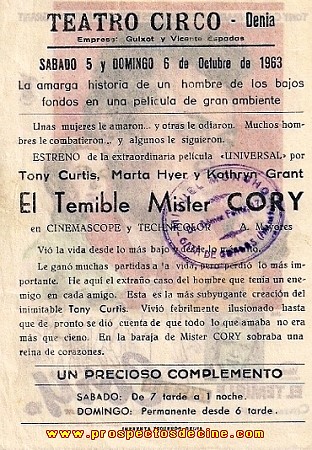 TEATRO CIRCO - Denia
Empresa: Guixot y Vicente Espadas
SABADO 5 y DOMINGO 6 de Octubre de 1963
La amarga historia de un hombre de los bajos
fondos en una película de gran ambiente
Unas mujeres le amaron... y otras le odiaron. Muchos hom-
bres le combatieron... y algunos le siguieron.
ESTRENO de la extraordinaria película «UNIVERSAL» por
Tony Curtis, Marta Hyer y Kathryn Grant
El Temible Mister CORY
en CINEMASCOPE y TECHNICOLOR A. Mayores
Vió la vida desde lo más bajo y desde lo
Le ganó muchas partidas a la vida, pero perdió lo más im-
portante. He aquí el extraño caso del hombre que tenia un ene-
migo en cada amigo. Esta es la más subyugante creación del
inimitable Tony Curtis. Vivió febrilmente ilusionado hasta
que de pronto se dió cuenta de que todo lo que amaba no era
más que cieno. En la baraja de Mister CORY sobraba una
reina de corazones.
UN PRECIOSO COMPLEMENTO
SABADO: De 7 tarde a 1 noche.
DOMINGO: Permanente desde 6 tarde.
www.prospectosdecine.com